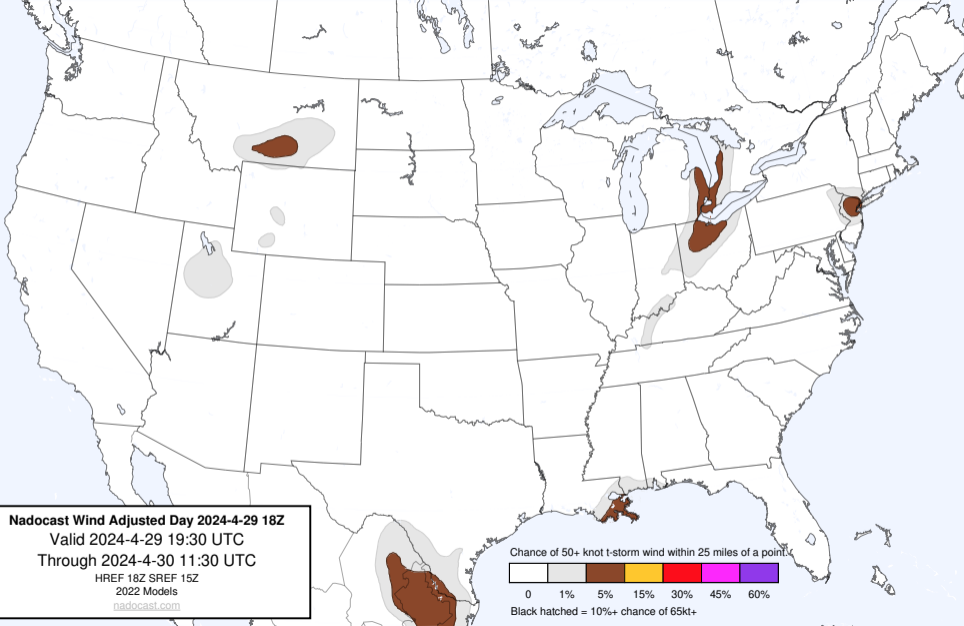 Nadocast Wind Adjusted Day 2024-4-29 18Z
Valid 2024-4-29 19:30 UTC
Through 2024-4-30 11:30 UTC
HREF 18Z SREF 15Z
2022 Models
nadocast.com
Chance of 50+ knot t-storm wind within 25 miles of a point.
0 1% 5% 15% 30% 45% 60%
Black hatched = 10%+ chance of 65kt+